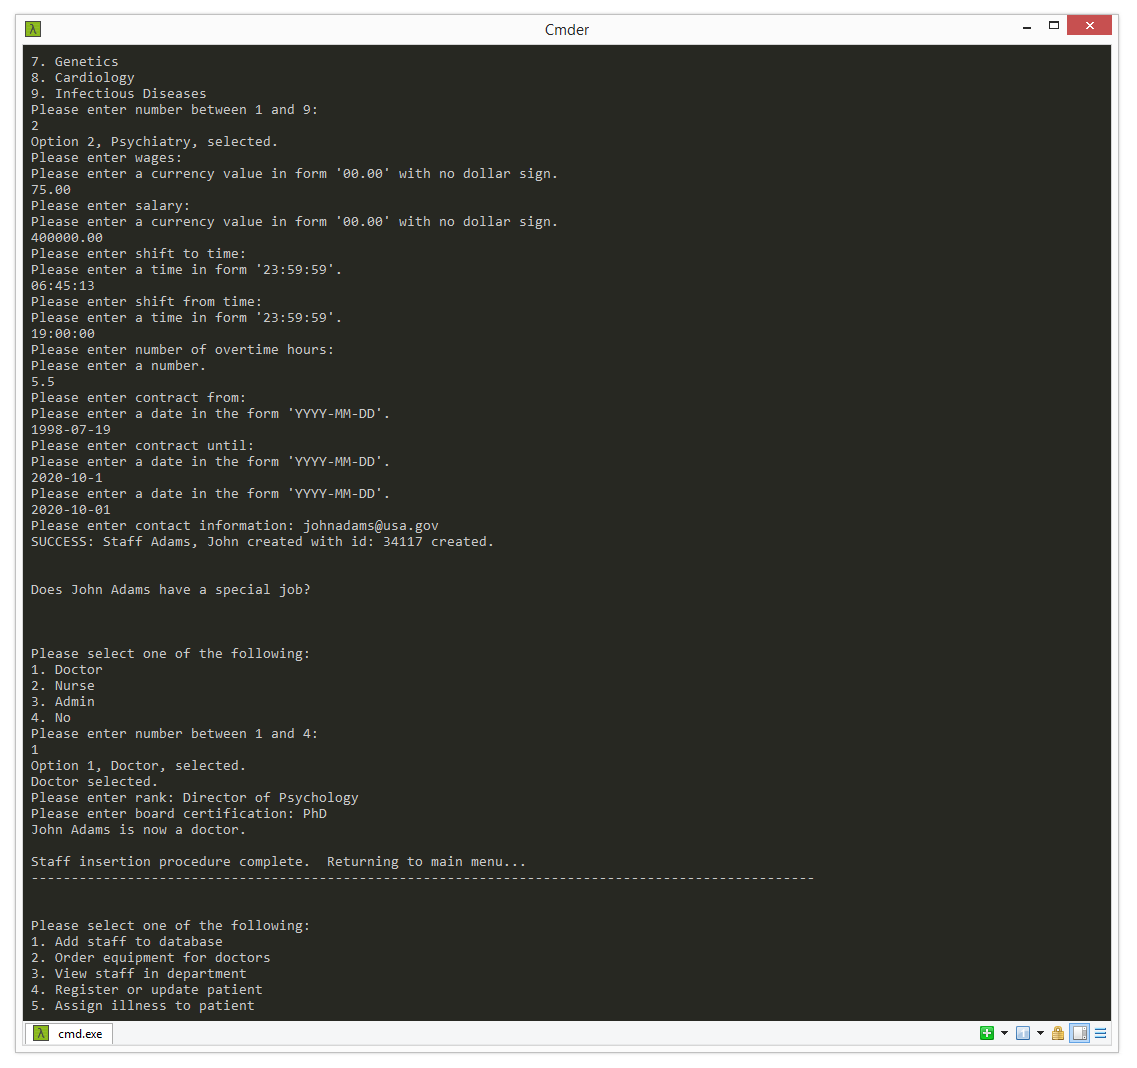 λ Cmder
7. Genetics
8. Cardiology
9. Infectious Diseases
Please enter number between 1 and 9:
2
Option 2, Psychiatry, selected.
Please enter wages:
Please enter a currency value in form '00.00' with no dollar sign.
75.00
Please enter salary:
Please enter a currency value in form '00.00' with no dollar sign.
400000.00
Please enter shift to time:
Please enter a time in form '23:59:59'.
06:45:13
Please enter shift from time:
Please enter a time in form '23:59:59'.
19:00:00
Please enter number of overtime hours:
Please enter a number.
5.5
Please enter contract from:
Please enter a date in the form 'YYYY-MM-DD'.
1998-07-19
Please enter contract until:
Please enter a date in the form 'YYYY-MM-DD'.
2020-10-1
Please enter a date in the form 'YYYY-MM-DD'.
2020-10-01
Please enter contact information: johnadams@usa.gov
SUCCESS: Staff Adams, John created with id: 34117 created.
Does John Adams have a special job?
Please select one of the following:
1. Doctor
2. Nurse
3. Admin
4. No
Please enter number between 1 and 4:
1
Option 1, Doctor, selected.
Doctor selected.
Please enter rank: Director of Psychology
Please enter board certification: PhD
John Adams is now a doctor.
Staff insertion procedure complete.  Returning to main menu...
--------------------------------------------------------------------------------------------------
Please select one of the following:
1. Add staff to database
2. Order equipment for doctors
3. View staff in department
4. Register or update patient
5. Assign illness to patient
λ cmd.exe